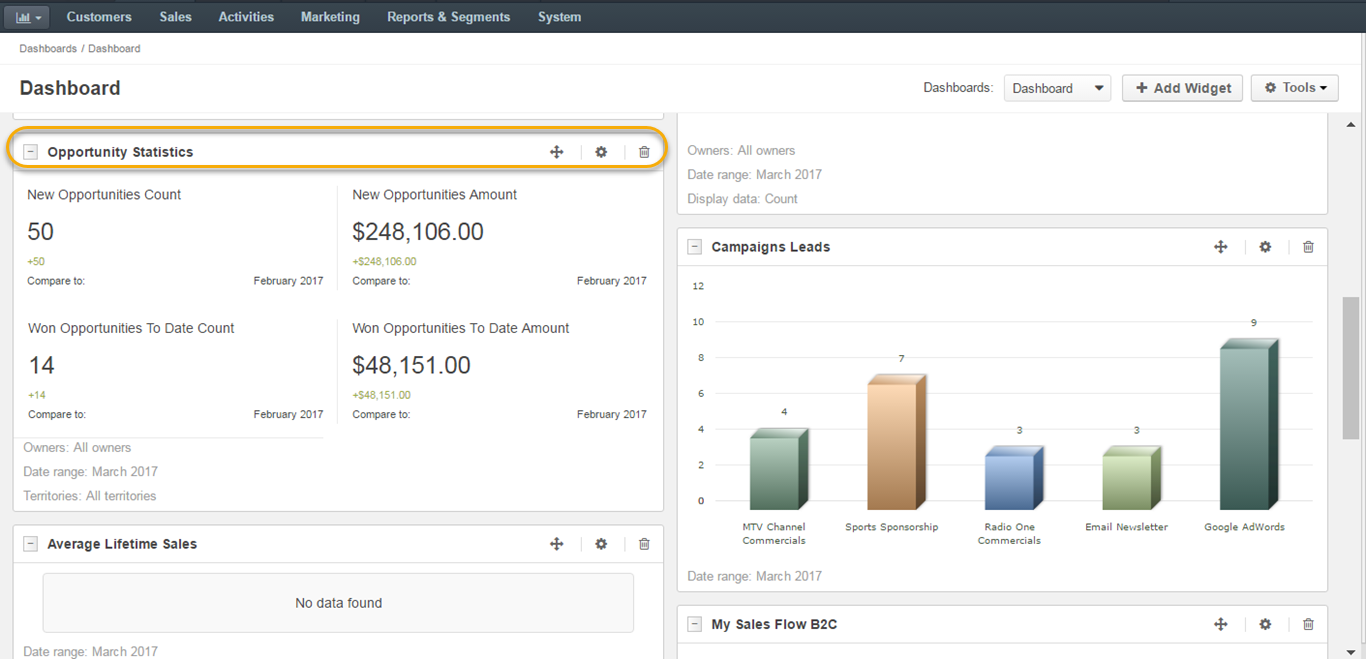 Customers Sales Activities Marketing Reports & Segments System
Dashboards / Dashboard
Dashboard
Dashboards: Dashboard Add Widget Tools
Opportunity Statistics
New Opportunities Count
50
+50
Compare to: February 2017
New Opportunities Amount
$248,106.00
+$248,106.00
Compare to: February 2017
Won Opportunities To Date Count
14
+14
Compare to: February 2017
Won Opportunities To Date Amount
$48,151.00
+$48,151.00
Compare to: February 2017
Owners: All owners
Date range: March 2017
Territories: All territories
Average Lifetime Sales
No data found
Date range: March 2017
Owners: All owners
Date range: March 2017
Display data: Count
Campaigns Leads
12
10
8
6
4
2
0
4
7
3
3
9
MTV Channel
Commercials
Sports Sponsorship
Radio One
Commercials
Email Newsletter
Google AdWords
Date range: March 2017
My Sales Flow B2C